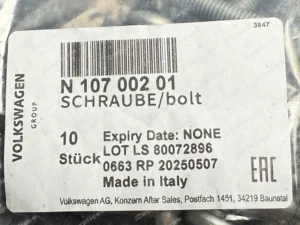 3847
VOLKSWAGEN
GROUP
N 107 002 01
SCHRAUBE/bolt
10
Stück
Expiry Date: NONE
LOT LS 80072896
0663 RP 20250507
Made in Italy
EAC
Volkswagen AG, Konzern After Sales, Postfach 1451, 34219 Baunatal